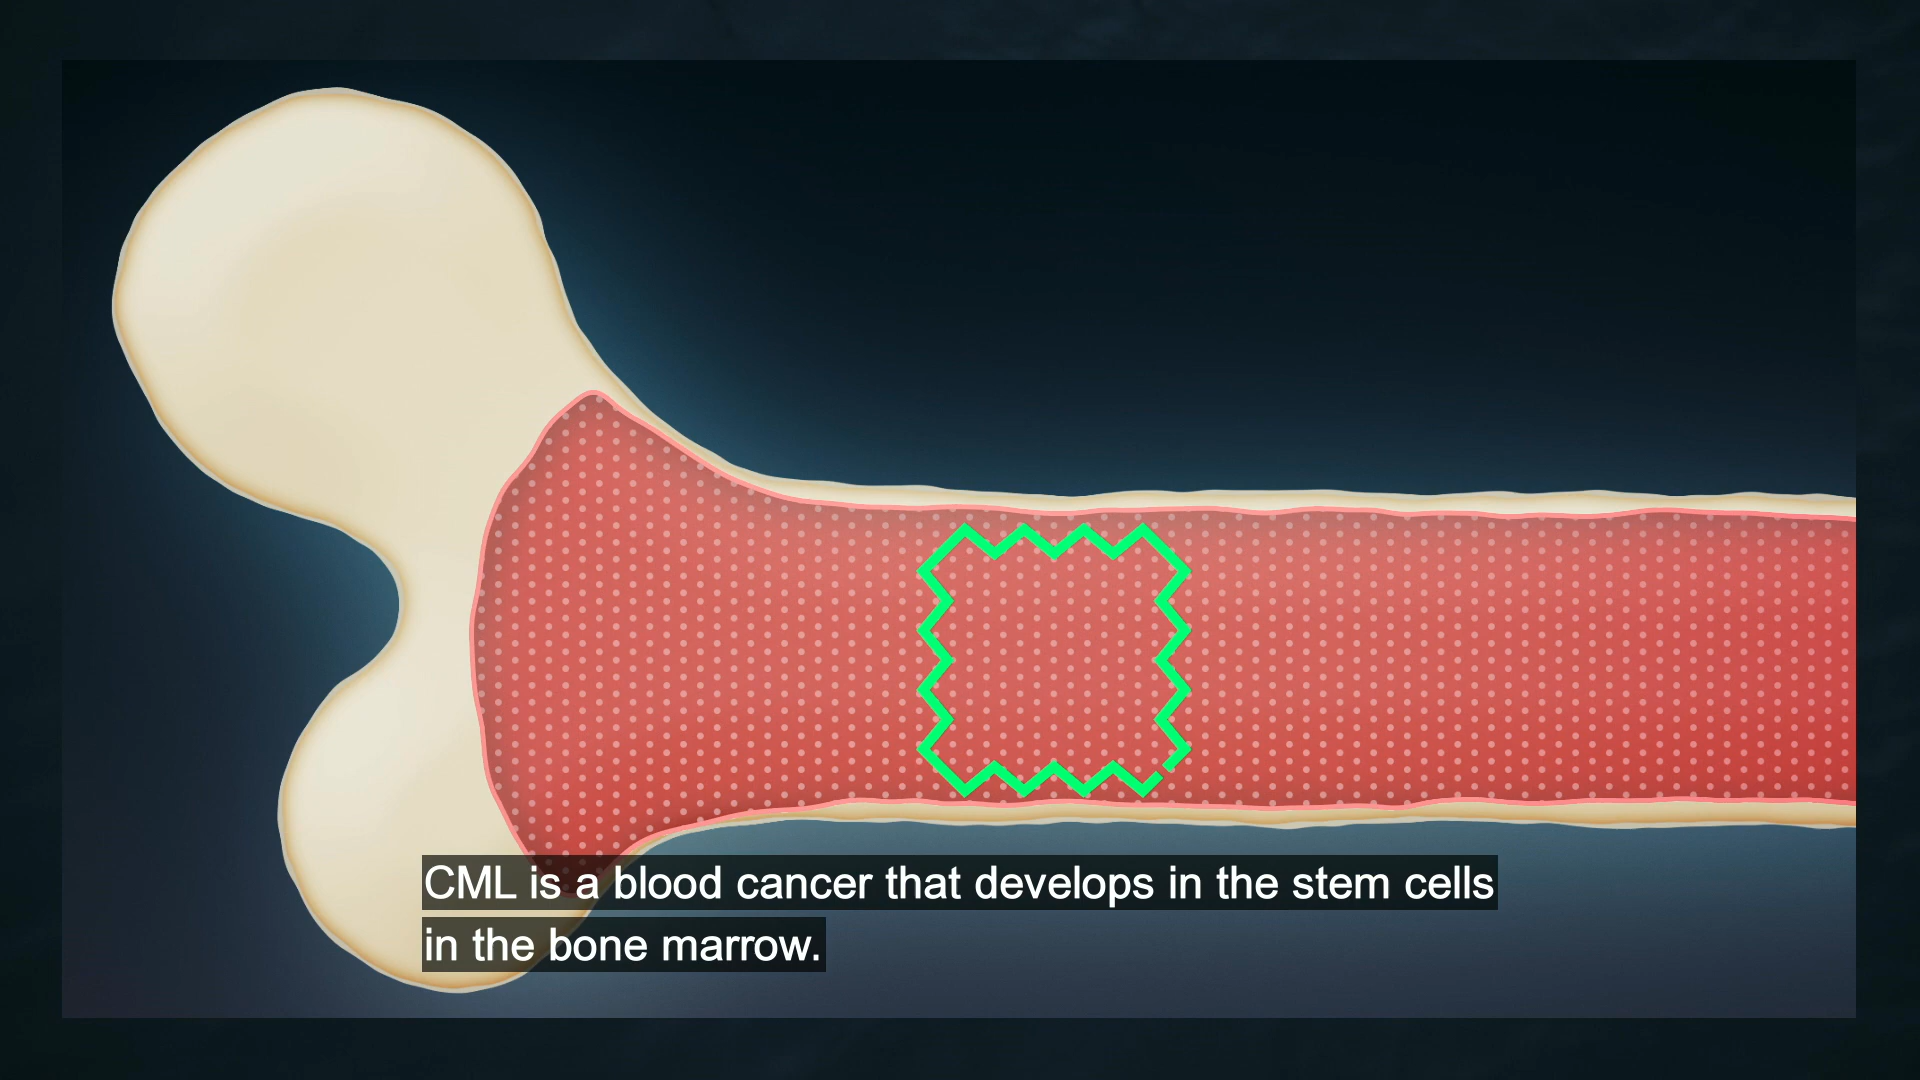 CML is a blood cancer that develops in the stem cells
in the bone marrow.